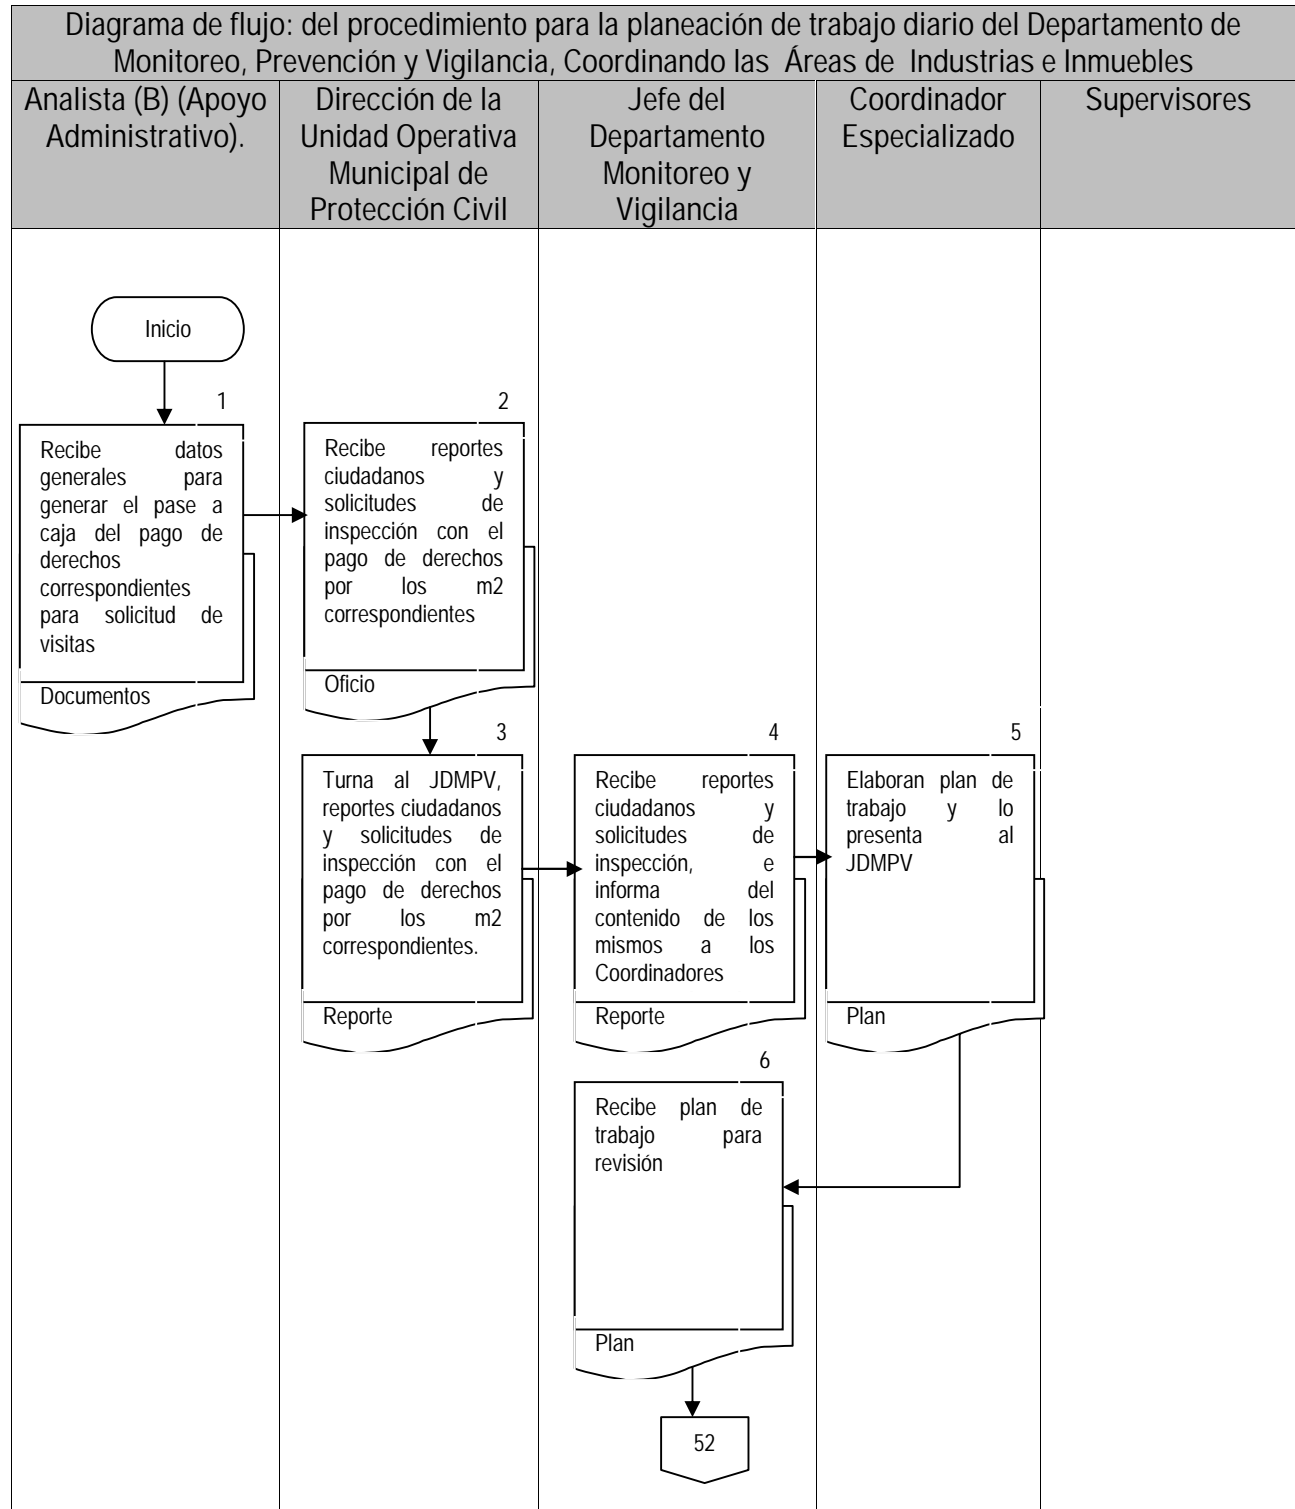 Diagrama de flujo: del procedimiento para la planeación de trabajo diario del Departamento de
Monitoreo, Prevención y Vigilancia, Coordinando las Áreas de Industrias e Inmuebles
Analista (B) (Apoyo
Administrativo).
Dirección de la
Unidad Operativa
Municipal de
Protección Civil
Jefe del
Departamento
Monitoreo y
Vigilancia
Coordinador
Especializado
Supervisores
Inicio
1
Recibe datos
generales para
generar el pase a
caja del pago de
derechos
correspondientes
para solicitud de
visitas
Documentos
2
Recibe reportes
ciudadanos y
solicitudes de
inspección con el
pago de derechos
por los m2
correspondientes
Oficio
3
Turna al JDMPV,
reportes ciudadanos
y solicitudes de
inspección con el
pago de derechos
por los m2
correspondientes.
Reporte
4
Recibe reportes
ciudadanos y
solicitudes de
inspección, e
informa del
contenido de los
mismos a los
Coordinadores
Reporte
5
Elaboran plan de
trabajo y lo
presenta al
JDMPV
Plan
6
Recibe plan de
trabajo para
revisión
Plan
52